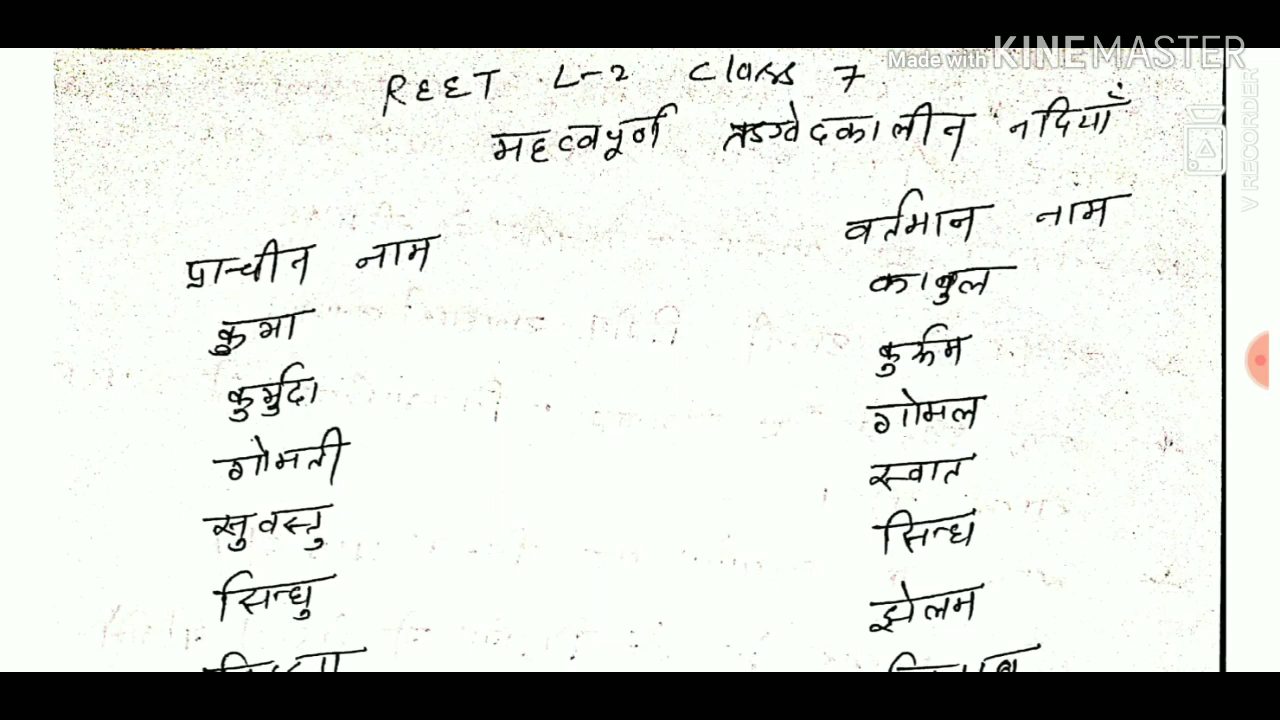 Made with KINEMASTER
V RECORDER
REET L-2 Class 7
महत्वपूर्ण ऋग्वेदकालीन नदियाँ
प्राचीन नाम वर्तमान नाम
कुभा काबुल
कुर्मुदा कुर्रम
गोमती गोमल
सुवस्तु स्वात
सिन्धु सिन्ध
झेलम